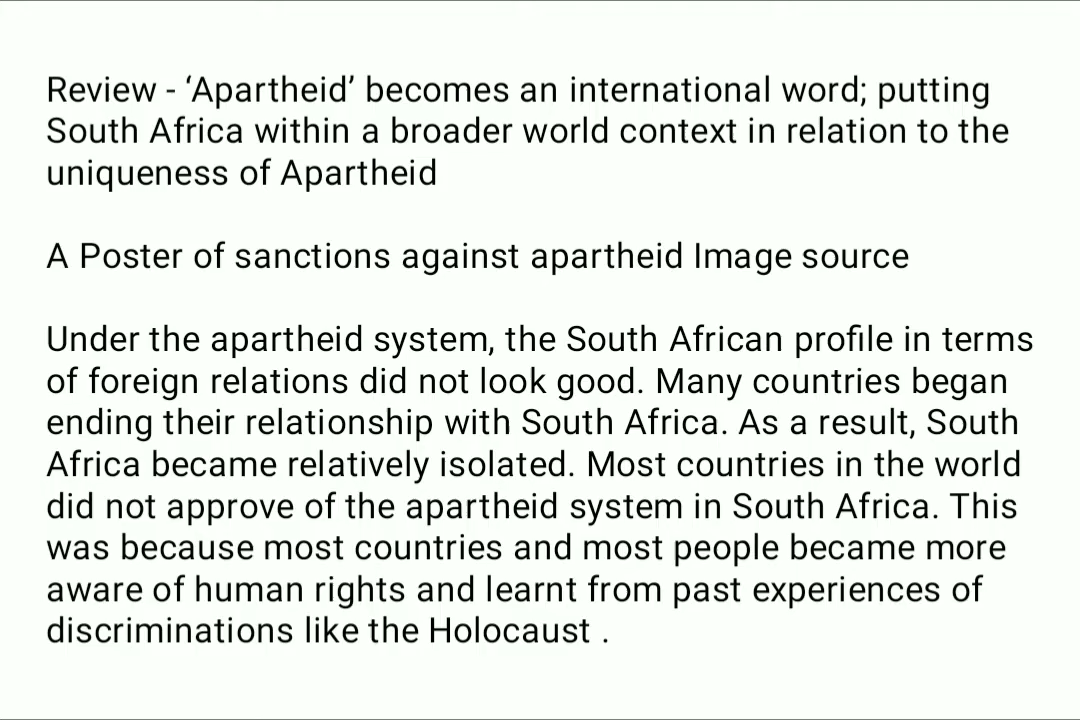 Review - ‘Apartheid’ becomes an international word; putting
South Africa within a broader world context in relation to the
uniqueness of Apartheid
A Poster of sanctions against apartheid Image source
Under the apartheid system, the South African profile in terms
of foreign relations did not look good. Many countries began
ending their relationship with South Africa. As a result, South
Africa became relatively isolated. Most countries in the world
did not approve of the apartheid system in South Africa. This
was because most countries and most people became more
aware of human rights and learnt from past experiences of
discriminations like the Holocaust .